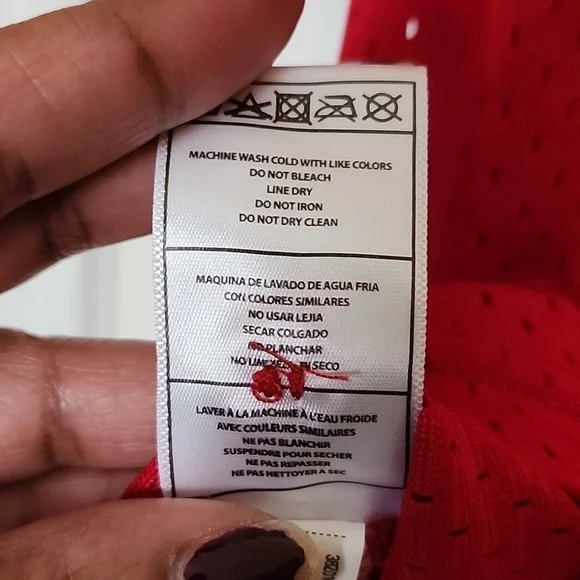 MACHINE WASH COLD WITH LIKE COLORS
DO NOT BLEACH
LINE DRY
DO NOT IRON
DO NOT DRY CLEAN
MAQUINA DE LAVADO DE AGUA FRIA
CON COLORES SIMILARES
NO USAR LEJIA
SECAR COLGADO
NO PLANCHAR
NO EN SECO
LAVER À LA MACHINE À L'EAU FROIDE
AVEC COULEURS SIMILAIRES
NE PAS BLANCHIR
SUSPENDRE POUR SECHER
NE PAS REPASSER
NE PAS NETTOYER A SEC